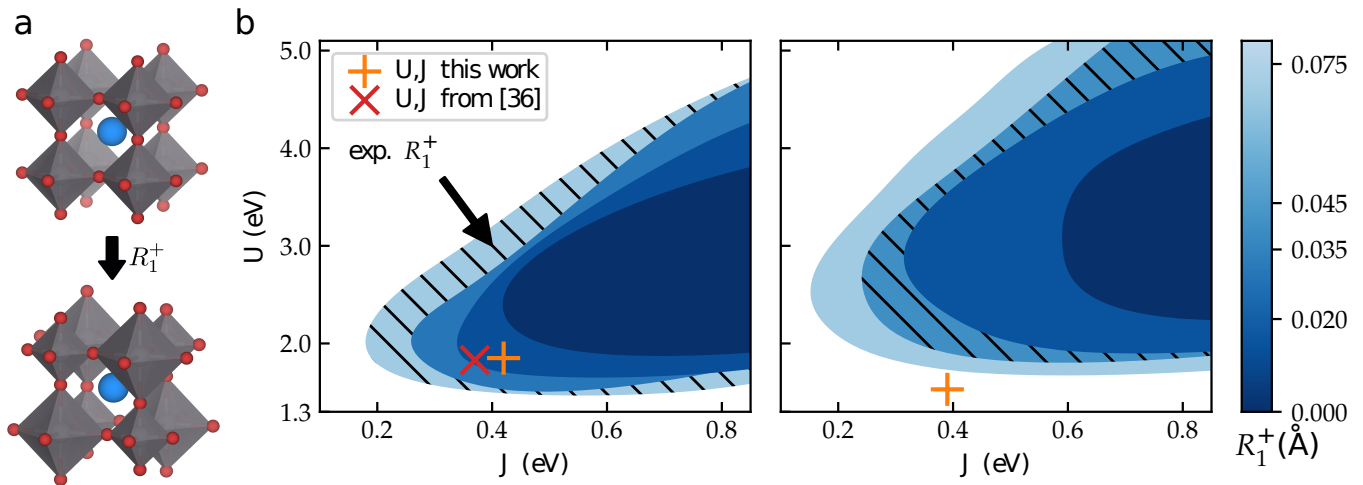 a
R₁⁺
b
U,J this work
U,J from [36]
exp. R₁⁺
5.0
4.0
3.0
2.0
1.3
U (eV)
0.2
0.4
0.6
0.8
J (eV)
0.2
0.4
0.6
0.8
J (eV)
0.075
0.045
0.035
0.020
0.000
R₁⁺(Å)